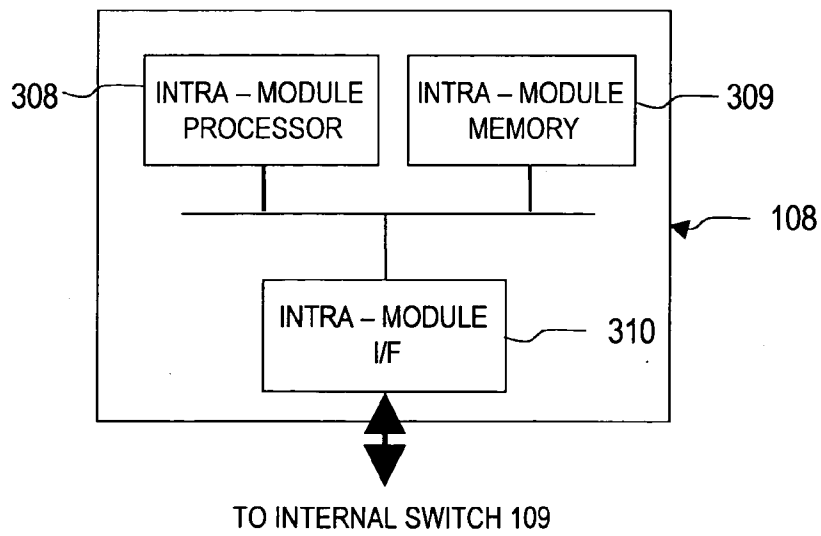 308
INTRA – MODULE
PROCESSOR
INTRA – MODULE
MEMORY
309
108
INTRA – MODULE
I/F
310
TO INTERNAL SWITCH 109